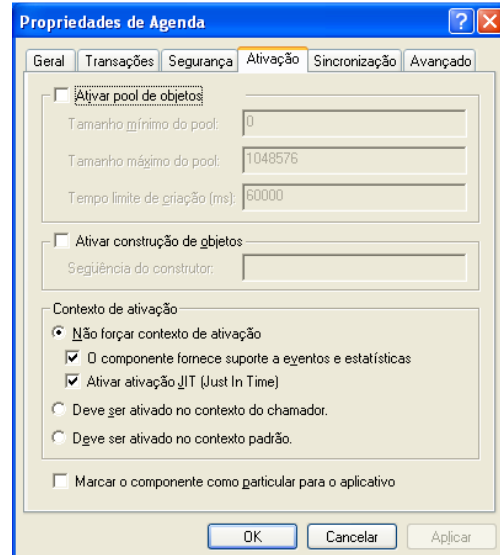 Propriedades de Agenda
Geral Transações Segurança Ativação Sincronização Avançado
Ativar pool de objetos
Tamanho mínimo do pool: 0
Tamanho máximo do pool: 1048576
Tempo limite de criação (ms): 60000
Ativar construção de objetos
Seqüência do construtor:
Contexto de ativação
Não forçar contexto de ativação
O componente fornece suporte a eventos e estatísticas
Ativar ativação JIT (Just In Time)
Deve ser ativado no contexto do chamador.
Deve ser ativado no contexto padrão.
Marcar o componente como particular para o aplicativo
OK Cancelar Aplicar